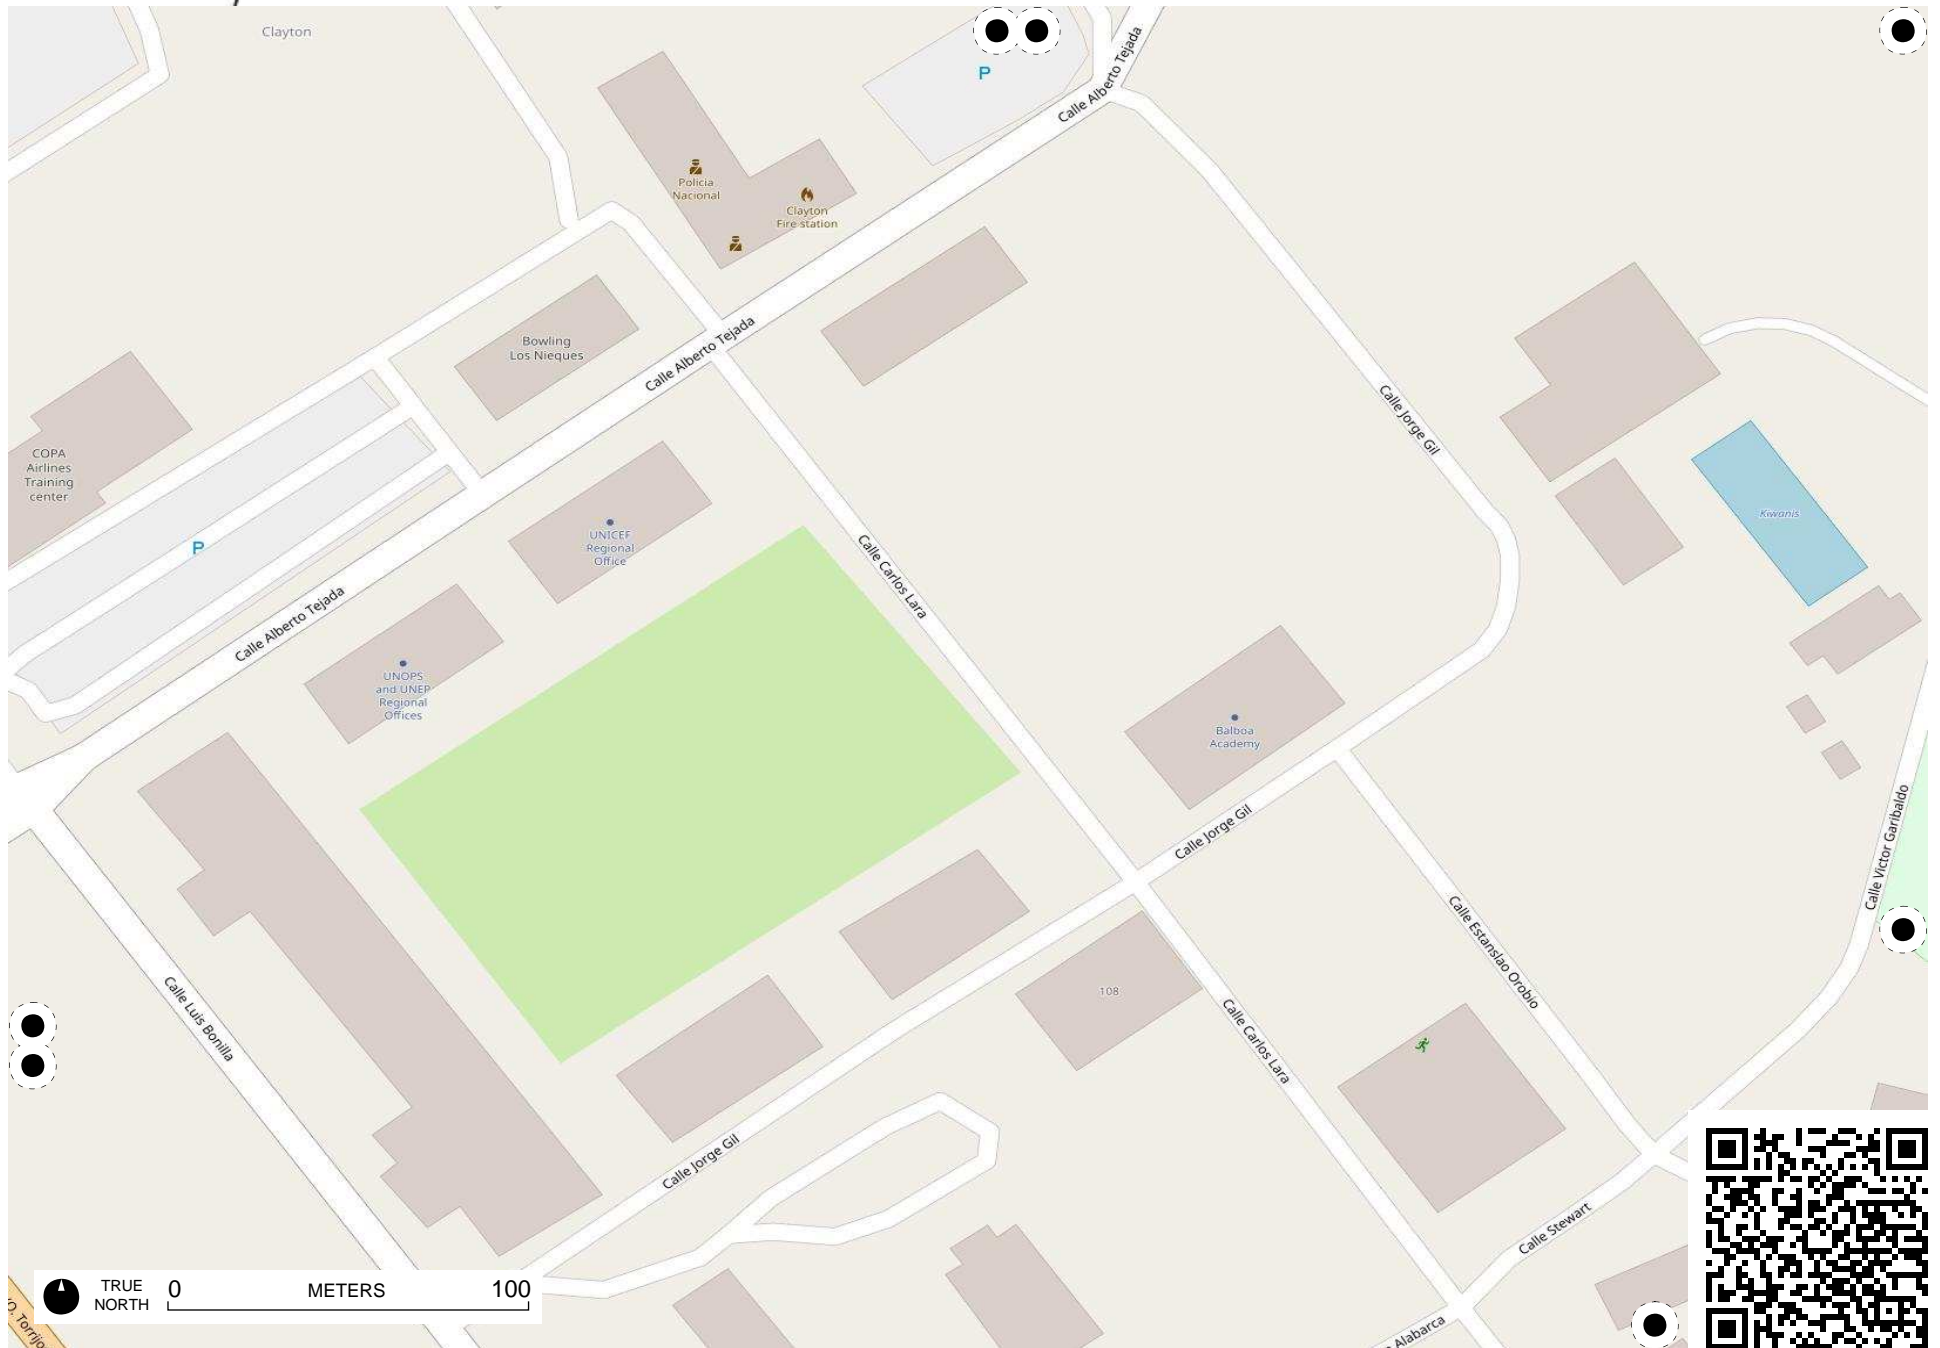 Clayton
P
Calle Alberto Tejada
Policia
Nacional
Clayton
Fire station
Bowling
Los Nieques
Calle Alberto Tejada
Calle Jorge Gil
COPA
Airlines
Training
center
P
UNICEF
Regional
Office
Kiwanis
Calle Carlos Lara
Calle Alberto Tejada
UNOPS
and UNEP
Regional
Offices
Balboa
Academy
Calle Jorge Gil
Calle Victor Garibaldo
Calle Estanslao Orobio
108
Calle Luis Bonilla
Calle Carlos Lara
Calle Jorge Gil
Calle Stewart
TRUE
NORTH
0 METERS 100
Alabarca